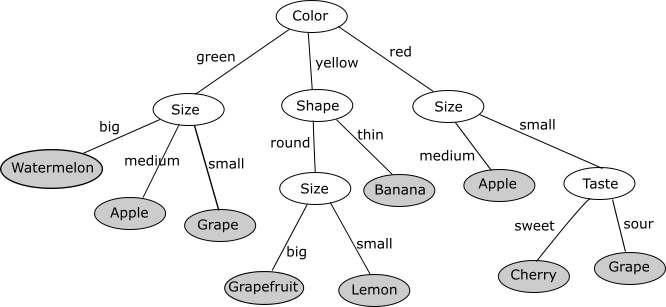 Color
green
yellow
red
Size
Shape
Size
big
medium
small
round
thin
medium
small
Watermelon
Apple
Grape
Size
Banana
Apple
Taste
big
small
sweet
sour
Grapefruit
Lemon
Cherry
Grape